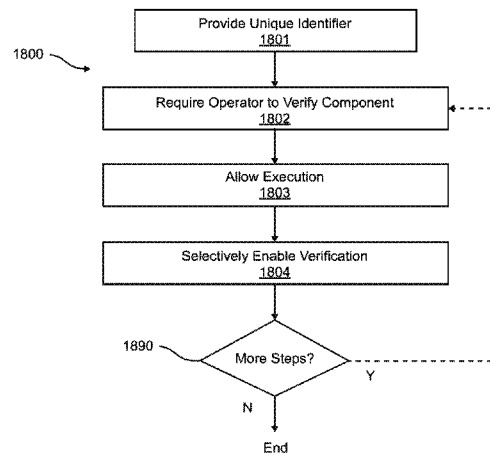 Provide Unique Identifier
1801
1800
Require Operator to Verify Component
1802
Allow Execution
1803
Selectively Enable Verification
1804
1890
More Steps?
Y
N
End